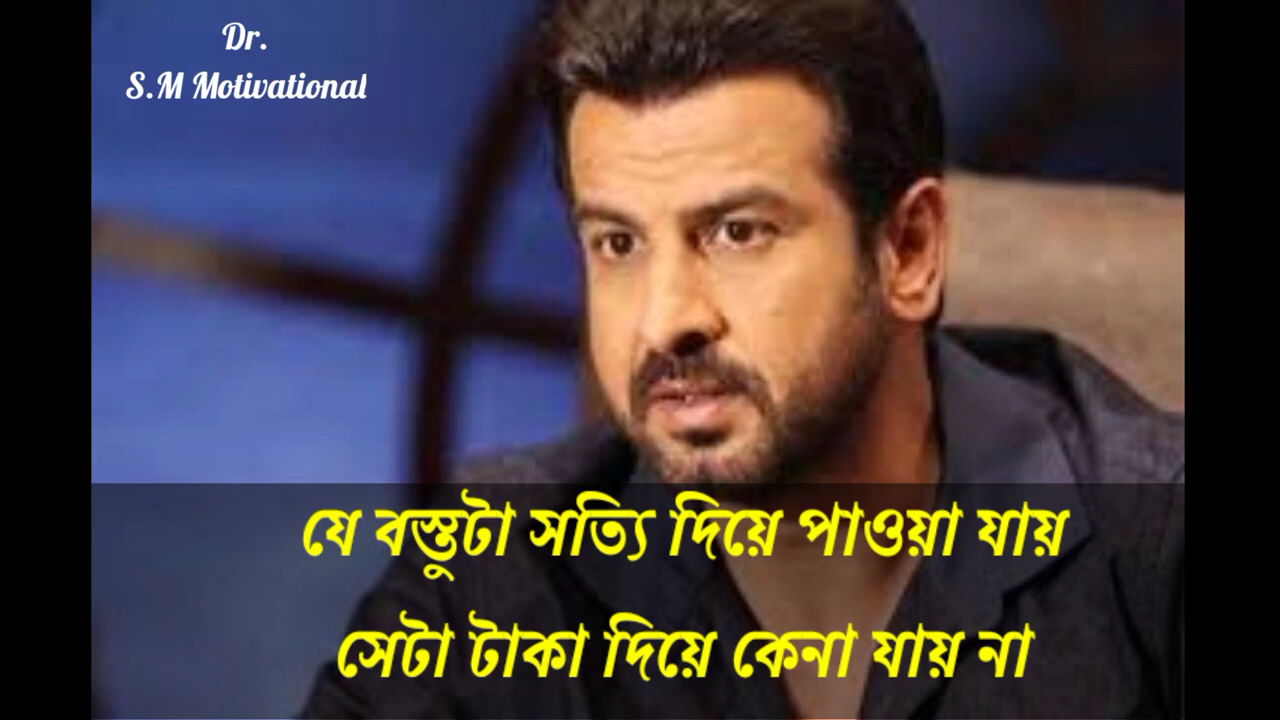 Dr.
S.M Motivational
যে বস্তুটা সত্যি দিয়ে পাওয়া যায়
সেটা টাকা দিয়ে কেনা যায় না